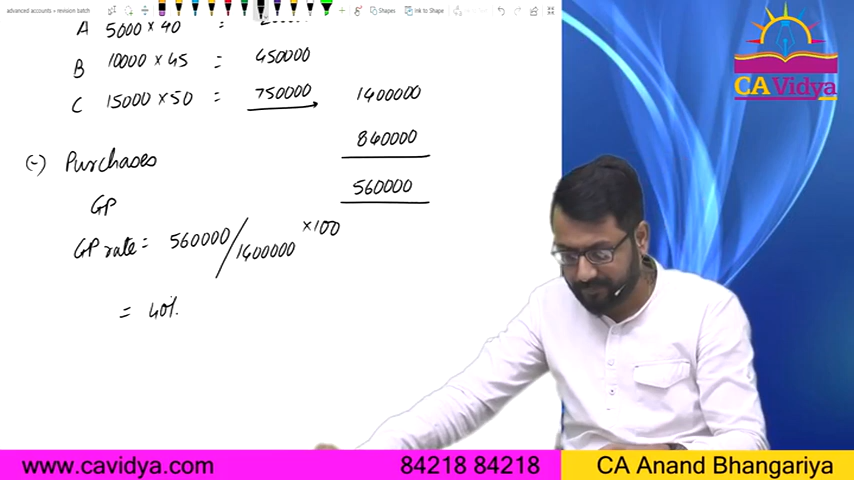 advanced accounts + revision batch
Shapes
Ink to Shape
A 5000 × 40 =
B 10000 × 45 = 450000
C 15000 × 50 = 750000 1400000
(-) Purchases 840000
GP 560000
GP rate = 560000/1400000 ×100
= 40%
CA Vidya
www.cavidya.com 84218 84218 CA Anand Bhangariya